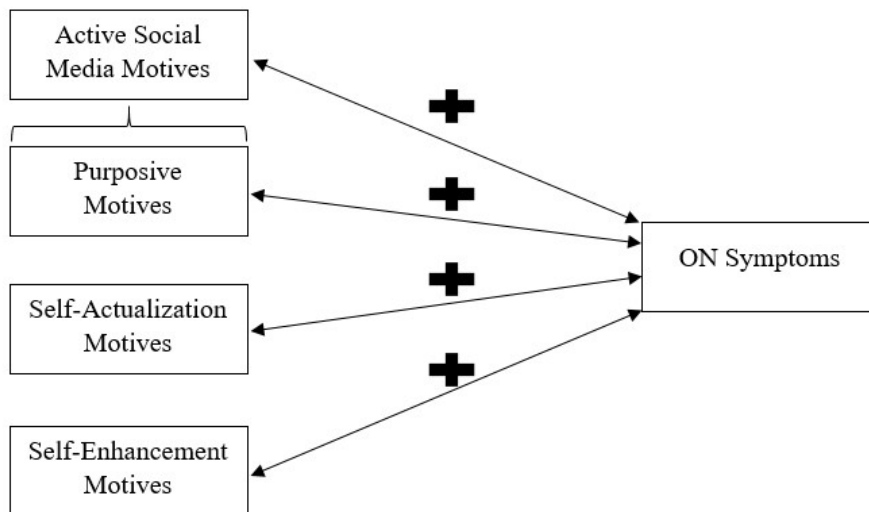 Active Social
Media Motives
Purposive
Motives
ON Symptoms
Self-Actualization
Motives
Self-Enhancement
Motives